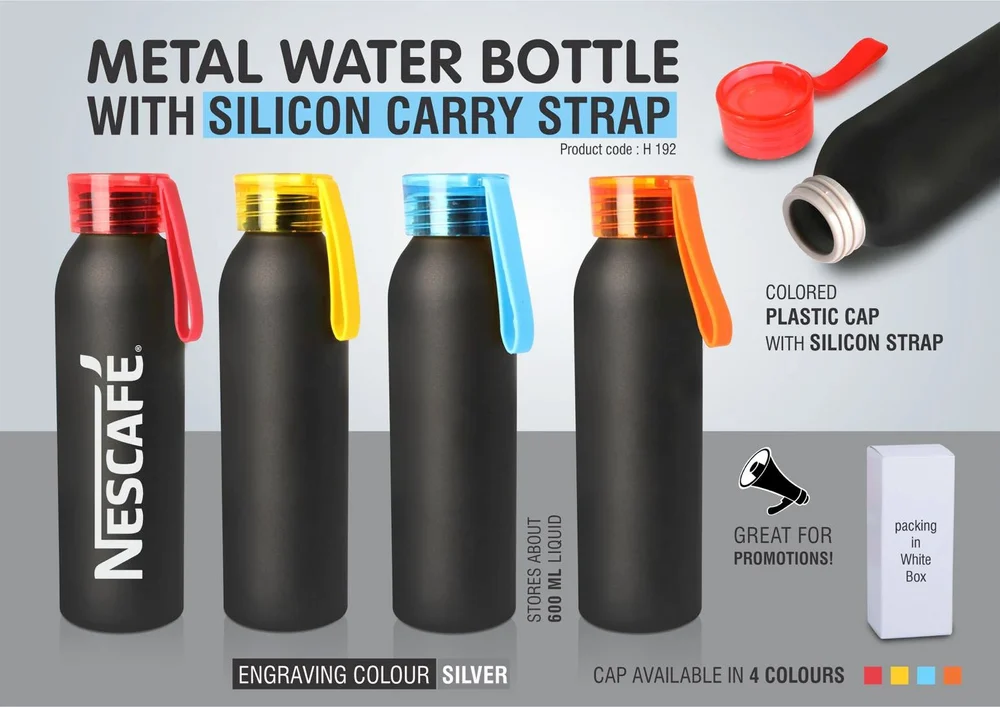 METAL WATER BOTTLE
WITH SILICON CARRY STRAP
Product code : H 192
COLORED
PLASTIC CAP
WITH SILICON STRAP
NESCAFÉ®
STORES ABOUT
600 ML LIQUID
GREAT FOR
PROMOTIONS!
packing
in
White
Box
ENGRAVING COLOUR SILVER
CAP AVAILABLE IN 4 COLOURS